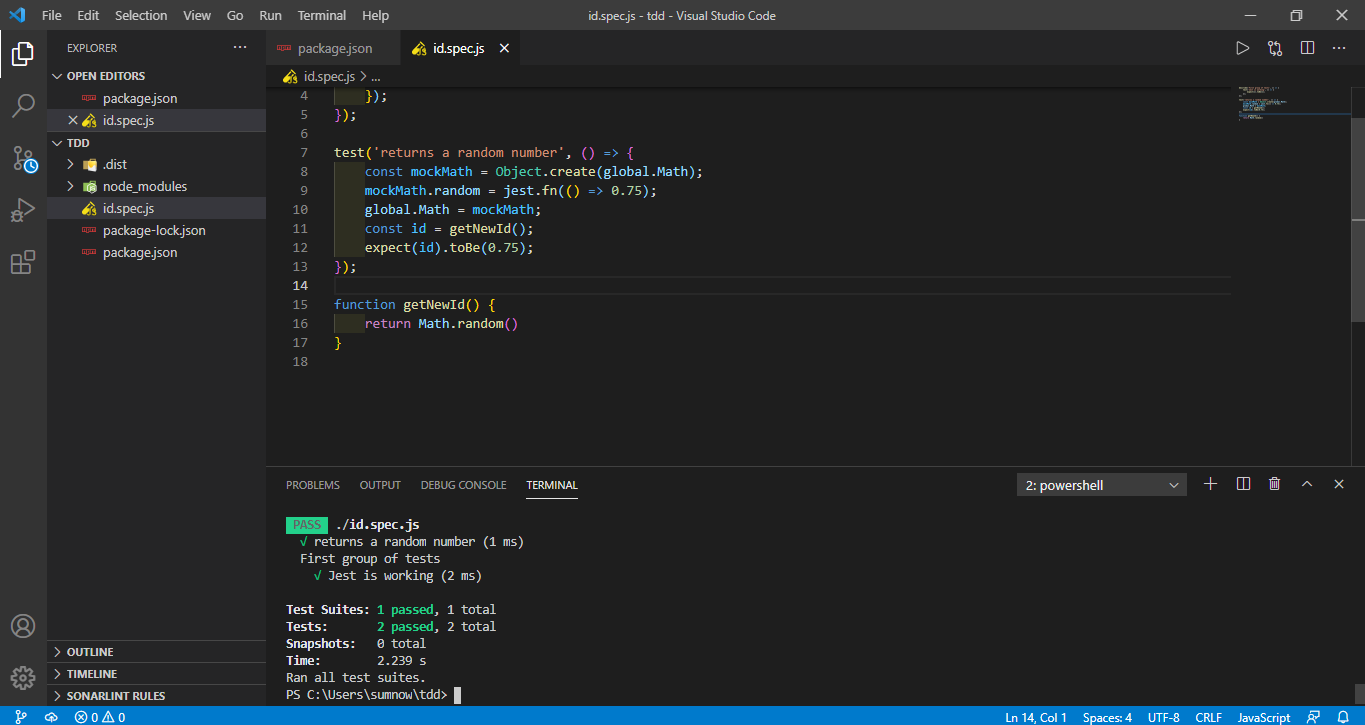 File Edit Selection View Go Run Terminal Help
id.spec.js - tdd - Visual Studio Code
EXPLORER
OPEN EDITORS
package.json
id.spec.js
TDD
.dist
node_modules
id.spec.js
package-lock.json
package.json
OUTLINE
TIMELINE
SONARLINT RULES
package.json
id.spec.js
id.spec.js > ...
4 });
5 });
6
7 test('returns a random number', () => {
8 const mockMath = Object.create(global.Math);
9 mockMath.random = jest.fn(() => 0.75);
10 global.Math = mockMath;
11 const id = getNewId();
12 expect(id).toBe(0.75);
13 });
14
15 function getNewId() {
16 return Math.random()
17 }
18
PROBLEMS OUTPUT DEBUG CONSOLE TERMINAL
2: powershell
PASS ./id.spec.js
√ returns a random number (1 ms)
First group of tests
√ Jest is working (2 ms)
Test Suites: 1 passed, 1 total
Tests: 2 passed, 2 total
Snapshots: 0 total
Time: 2.239 s
Ran all test suites.
PS C:\Users\sumnow\tdd>
0 0
Ln 14, Col 1 Spaces: 4 UTF-8 CRLF JavaScript